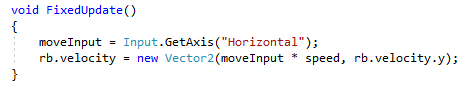 void FixedUpdate()
{
    moveInput = Input.GetAxis("Horizontal");
    rb.velocity = new Vector2(moveInput * speed, rb.velocity.y);
}